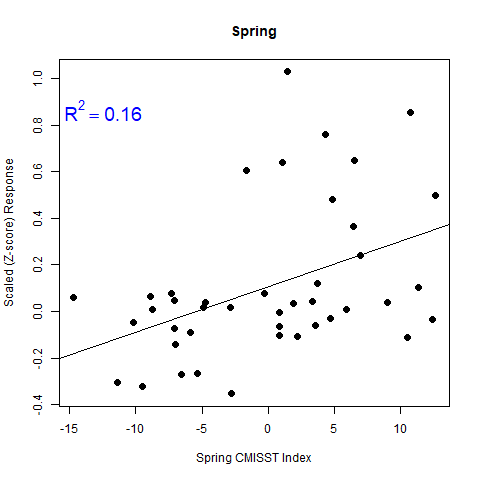 Spring
R² = 0.16
Scaled (Z-score) Response
1.0
0.8
0.6
0.4
0.2
0.0
-0.2
-0.4
-15 -10 -5 0 5 10
Spring CMISST Index